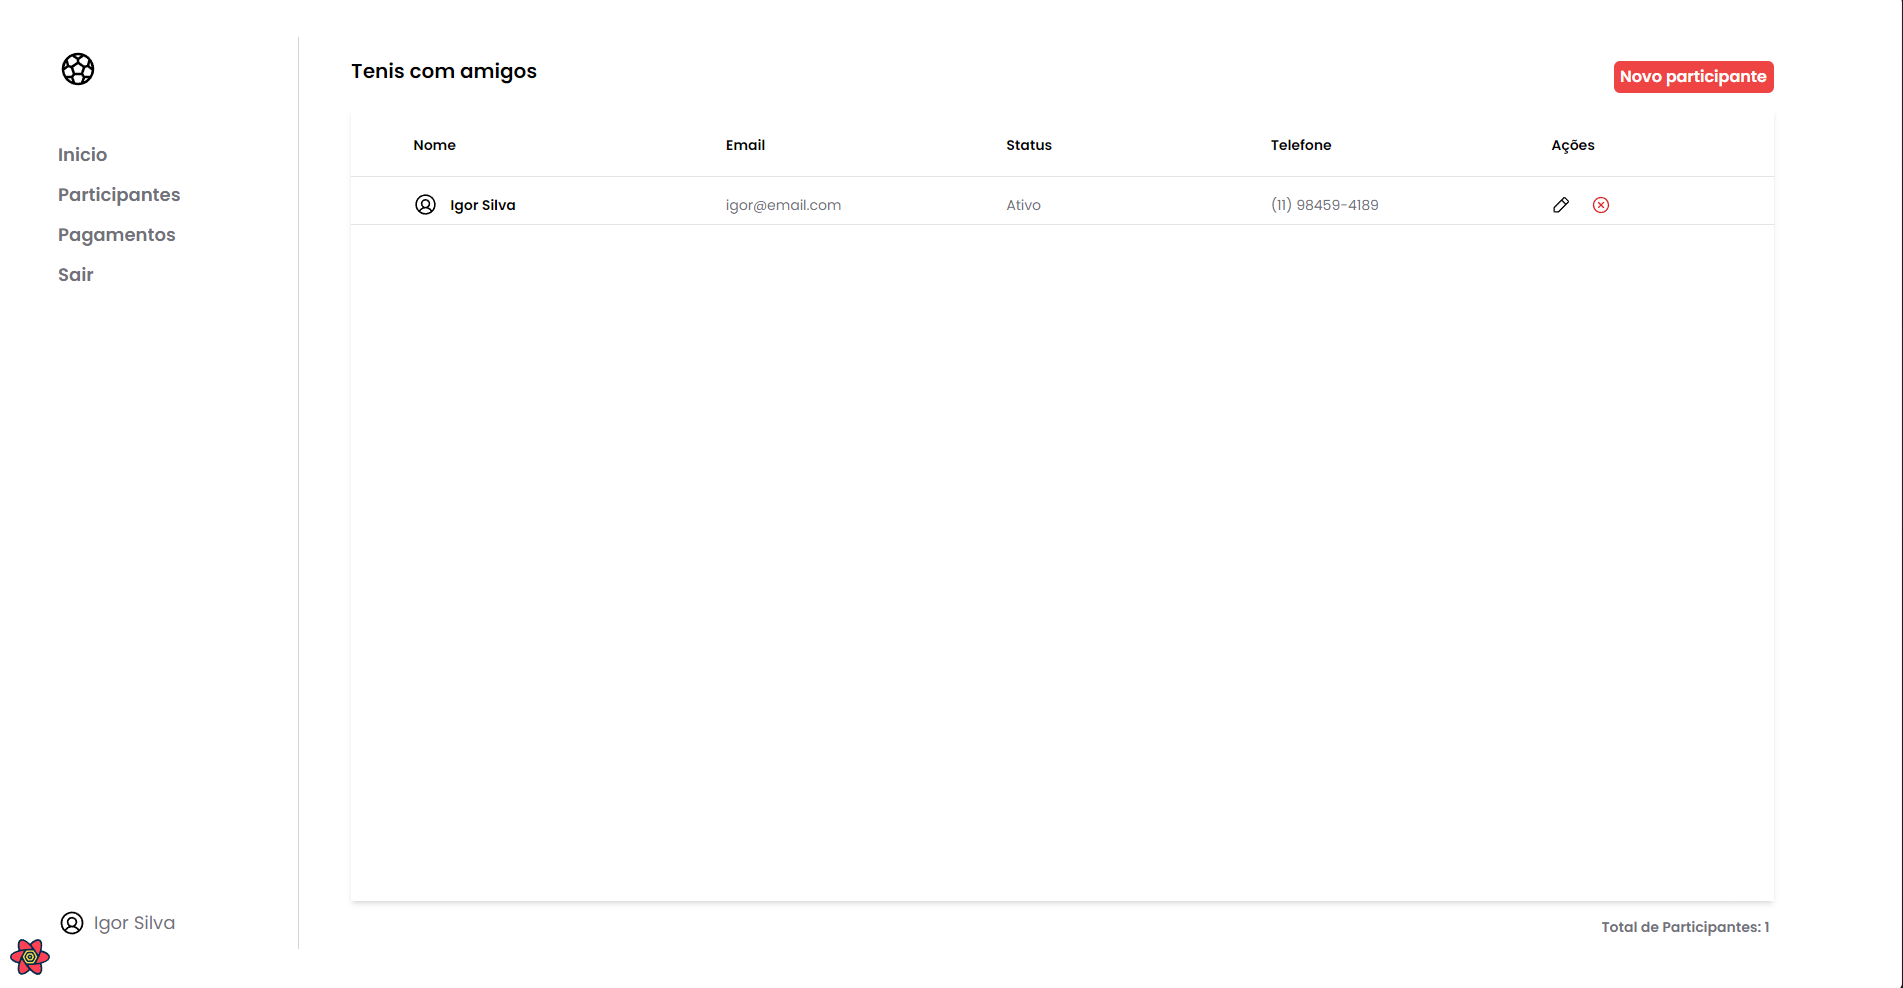 Tenis com amigos
Novo participante
Inicio
Participantes
Pagamentos
Sair
Nome Email Status Telefone Ações
Igor Silva igor@email.com Ativo (11) 98459-4189
Igor Silva
Total de Participantes: 1